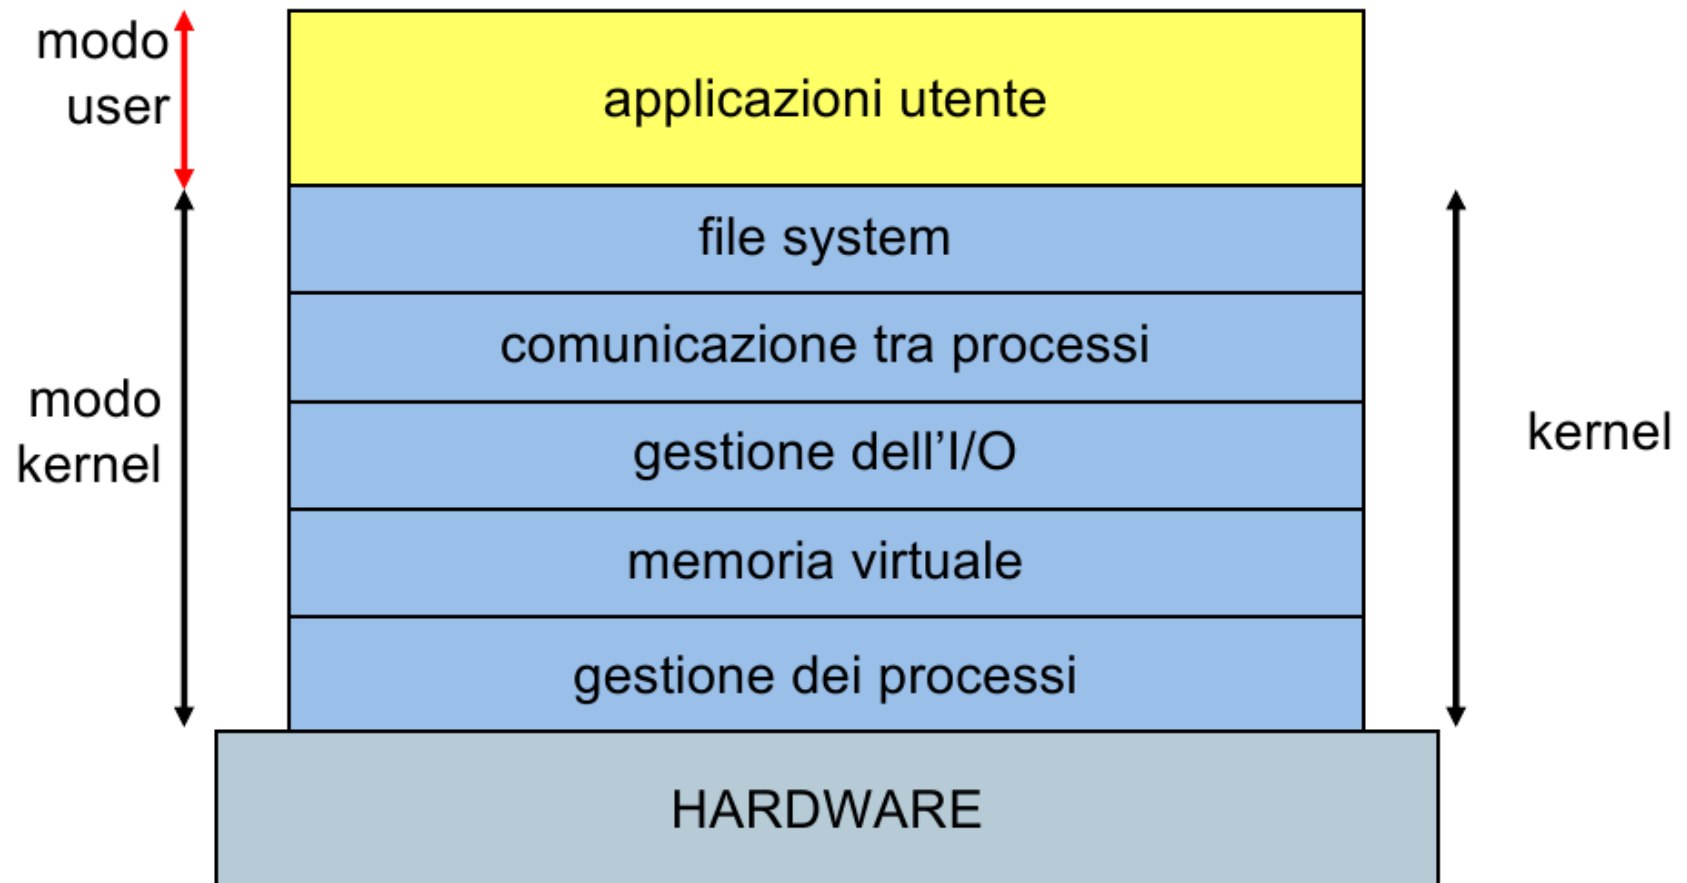 modo
user
applicazioni utente
file system
comunicazione tra processi
modo
kernel
gestione dell’I/O
kernel
memoria virtuale
gestione dei processi
HARDWARE